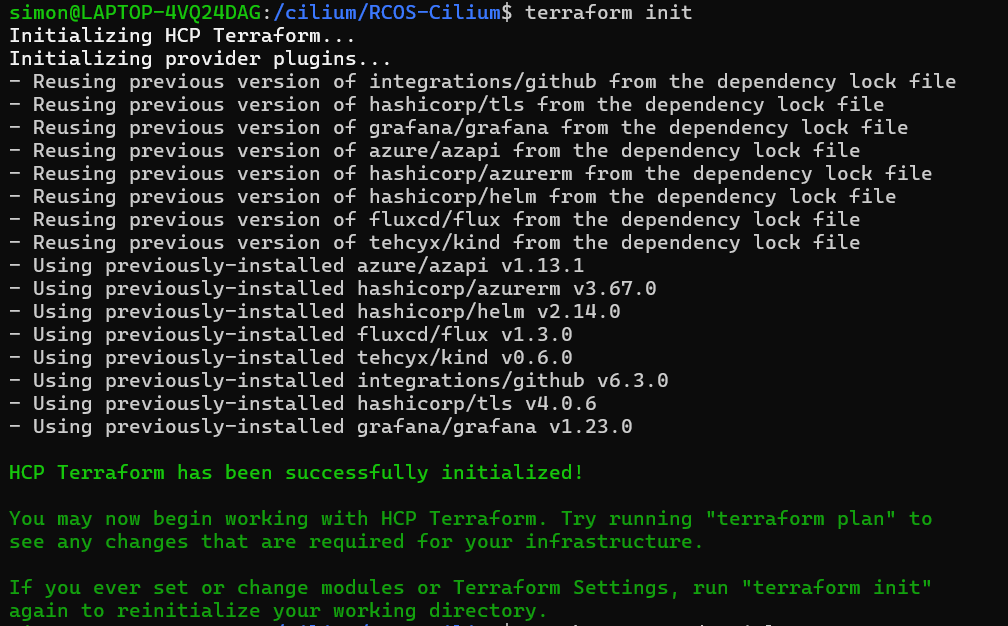 simon@LAPTOP-4VQ24DAG:/cilium/RCOS-Cilium$ terraform init
Initializing HCP Terraform...
Initializing provider plugins...
- Reusing previous version of integrations/github from the dependency lock file
- Reusing previous version of hashicorp/tls from the dependency lock file
- Reusing previous version of grafana/grafana from the dependency lock file
- Reusing previous version of azure/azapi from the dependency lock file
- Reusing previous version of hashicorp/azurerm from the dependency lock file
- Reusing previous version of hashicorp/helm from the dependency lock file
- Reusing previous version of fluxcd/flux from the dependency lock file
- Reusing previous version of tehcyx/kind from the dependency lock file
- Using previously-installed azure/azapi v1.13.1
- Using previously-installed hashicorp/azurerm v3.67.0
- Using previously-installed hashicorp/helm v2.14.0
- Using previously-installed fluxcd/flux v1.3.0
- Using previously-installed tehcyx/kind v0.6.0
- Using previously-installed integrations/github v6.3.0
- Using previously-installed hashicorp/tls v4.0.6
- Using previously-installed grafana/grafana v1.23.0
HCP Terraform has been successfully initialized!
You may now begin working with HCP Terraform. Try running "terraform plan" to
see any changes that are required for your infrastructure.
If you ever set or change modules or Terraform Settings, run "terraform init"
again to reinitialize your working directory.